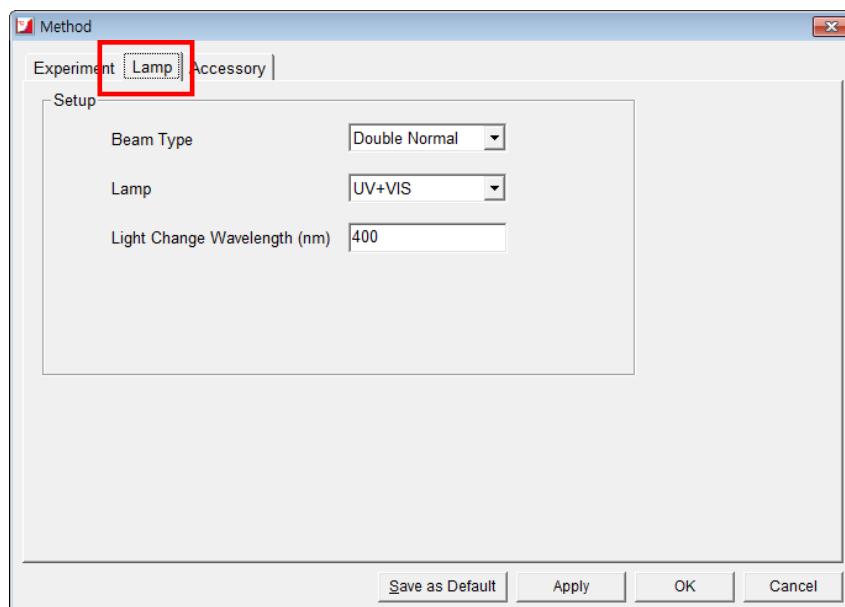 Method
Experiment Lamp Accessory
Setup
Beam Type Double Normal
Lamp UV+VIS
Light Change Wavelength (nm) 400
Save as Default Apply OK Cancel